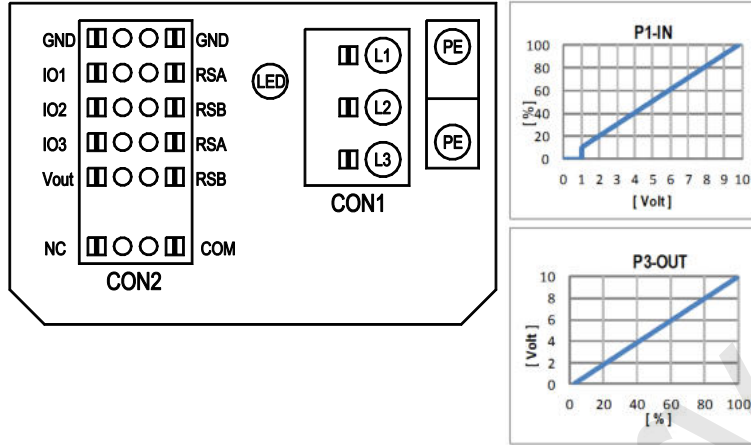 GND GND
IO1 RSA
IO2 RSB
IO3 RSA
Vout RSB
NC COM
CON2
LED
L1
L2
L3
CON1
PE
PE
P1-IN
100
80
60
40
20
0
[%]
0 1 2 3 4 5 6 7 8 9 10
[ Volt ]
P3-OUT
10
8
6
4
2
0
[ Volt ]
0 20 40 60 80 100
[ % ]